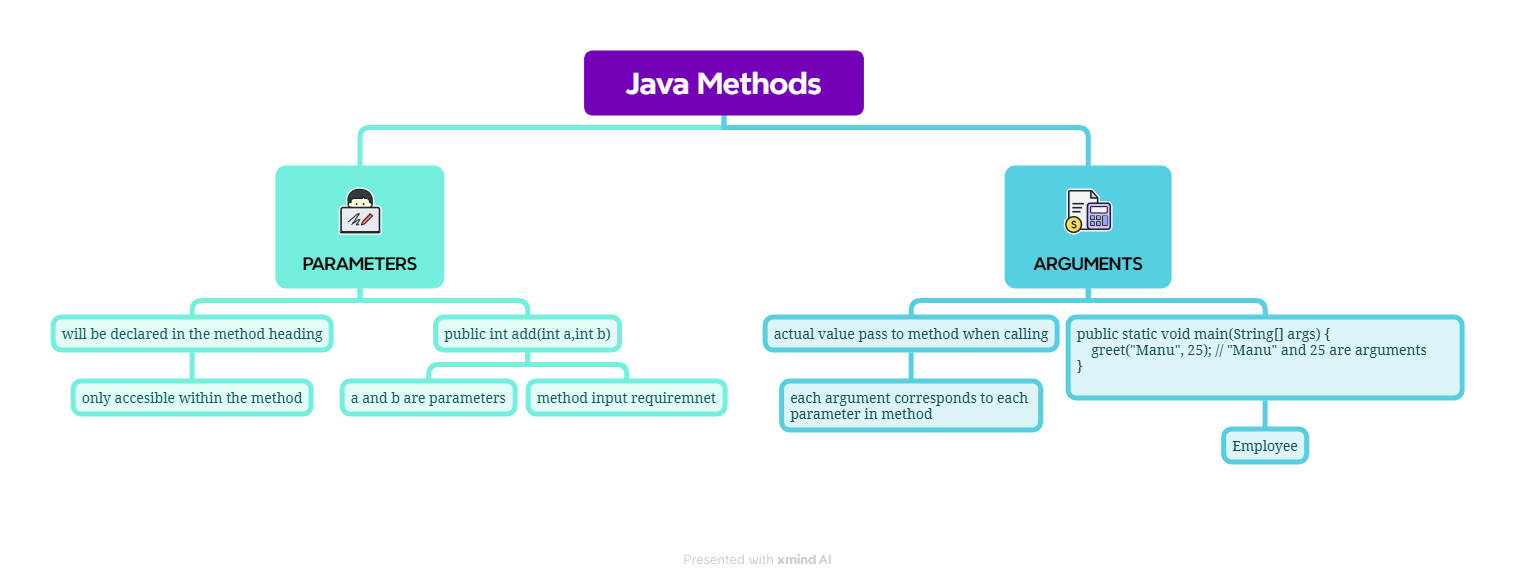 Java Methods
PARAMETERS
ARGUMENTS
will be declared in the method heading
public int add(int a,int b)
only accesible within the method
a and b are parameters
method input requiremnet
actual value pass to method when calling
public static void main(String[] args) {
    greet("Manu", 25); // "Manu" and 25 are arguments
}
each argument corresponds to each
parameter in method
Employee
Presented with xmind AI